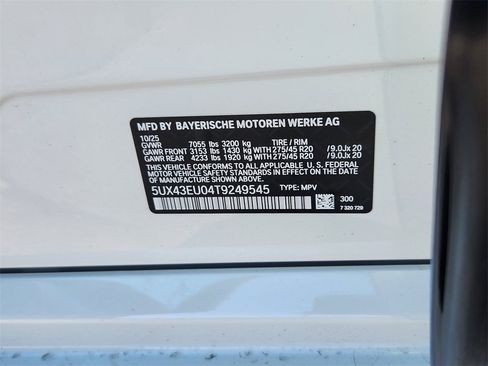 MFD BY BAYERISCHE MOTOREN WERKE AG
10/25
GVWR 7055 lbs 3200 kg TIRE / RIM
GAWR FRONT 3153 lbs 1430 kg WITH 275/45 R20 / 9.0Jx 20
GAWR REAR 4233 lbs 1920 kg WITH 275/45 R20 / 9.0Jx 20
THIS VEHICLE CONFORMS TO ALL APPLICABLE U.S. FEDERAL
MOTOR VEHICLE SAFETY STANDARDS IN EFFECT ON THE DATE OF
MANUFACTURE SHOWN ABOVE.
5UX43EU04T9249545 TYPE: MPV
300
7 320 729